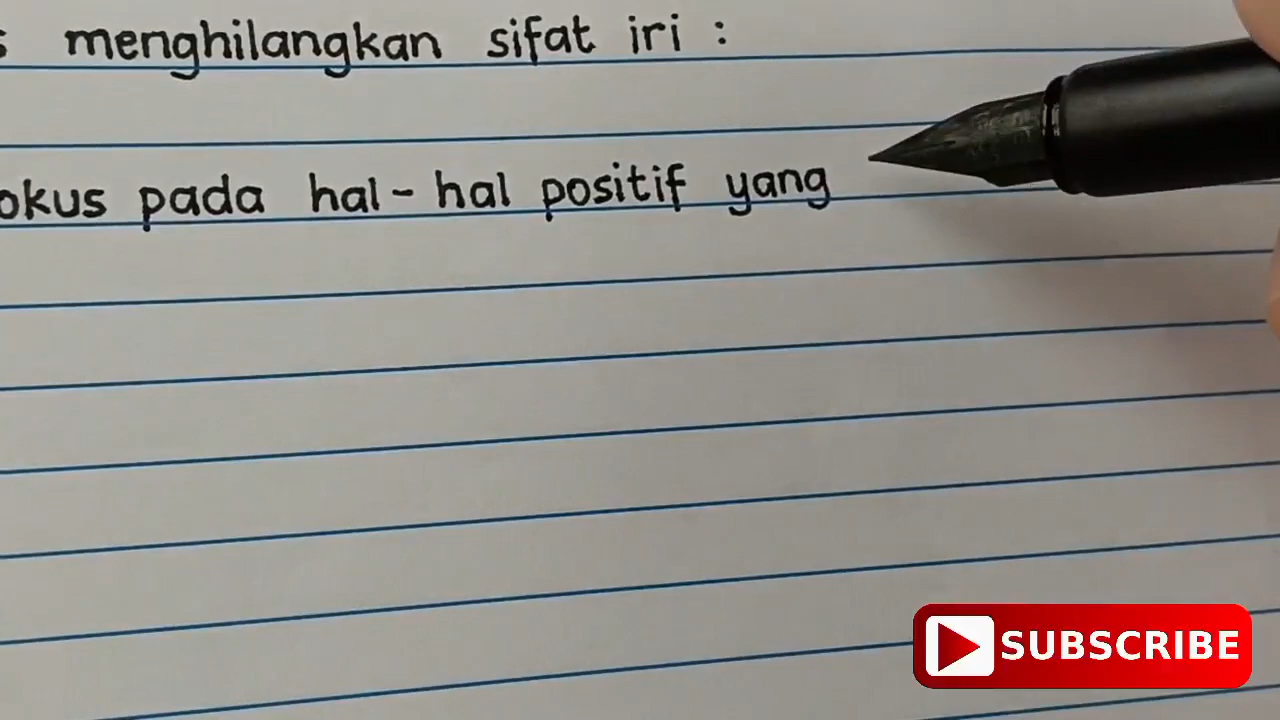 s menghilangkan sifat iri :
okus pada hal-hal positif yang
SUBSCRIBE